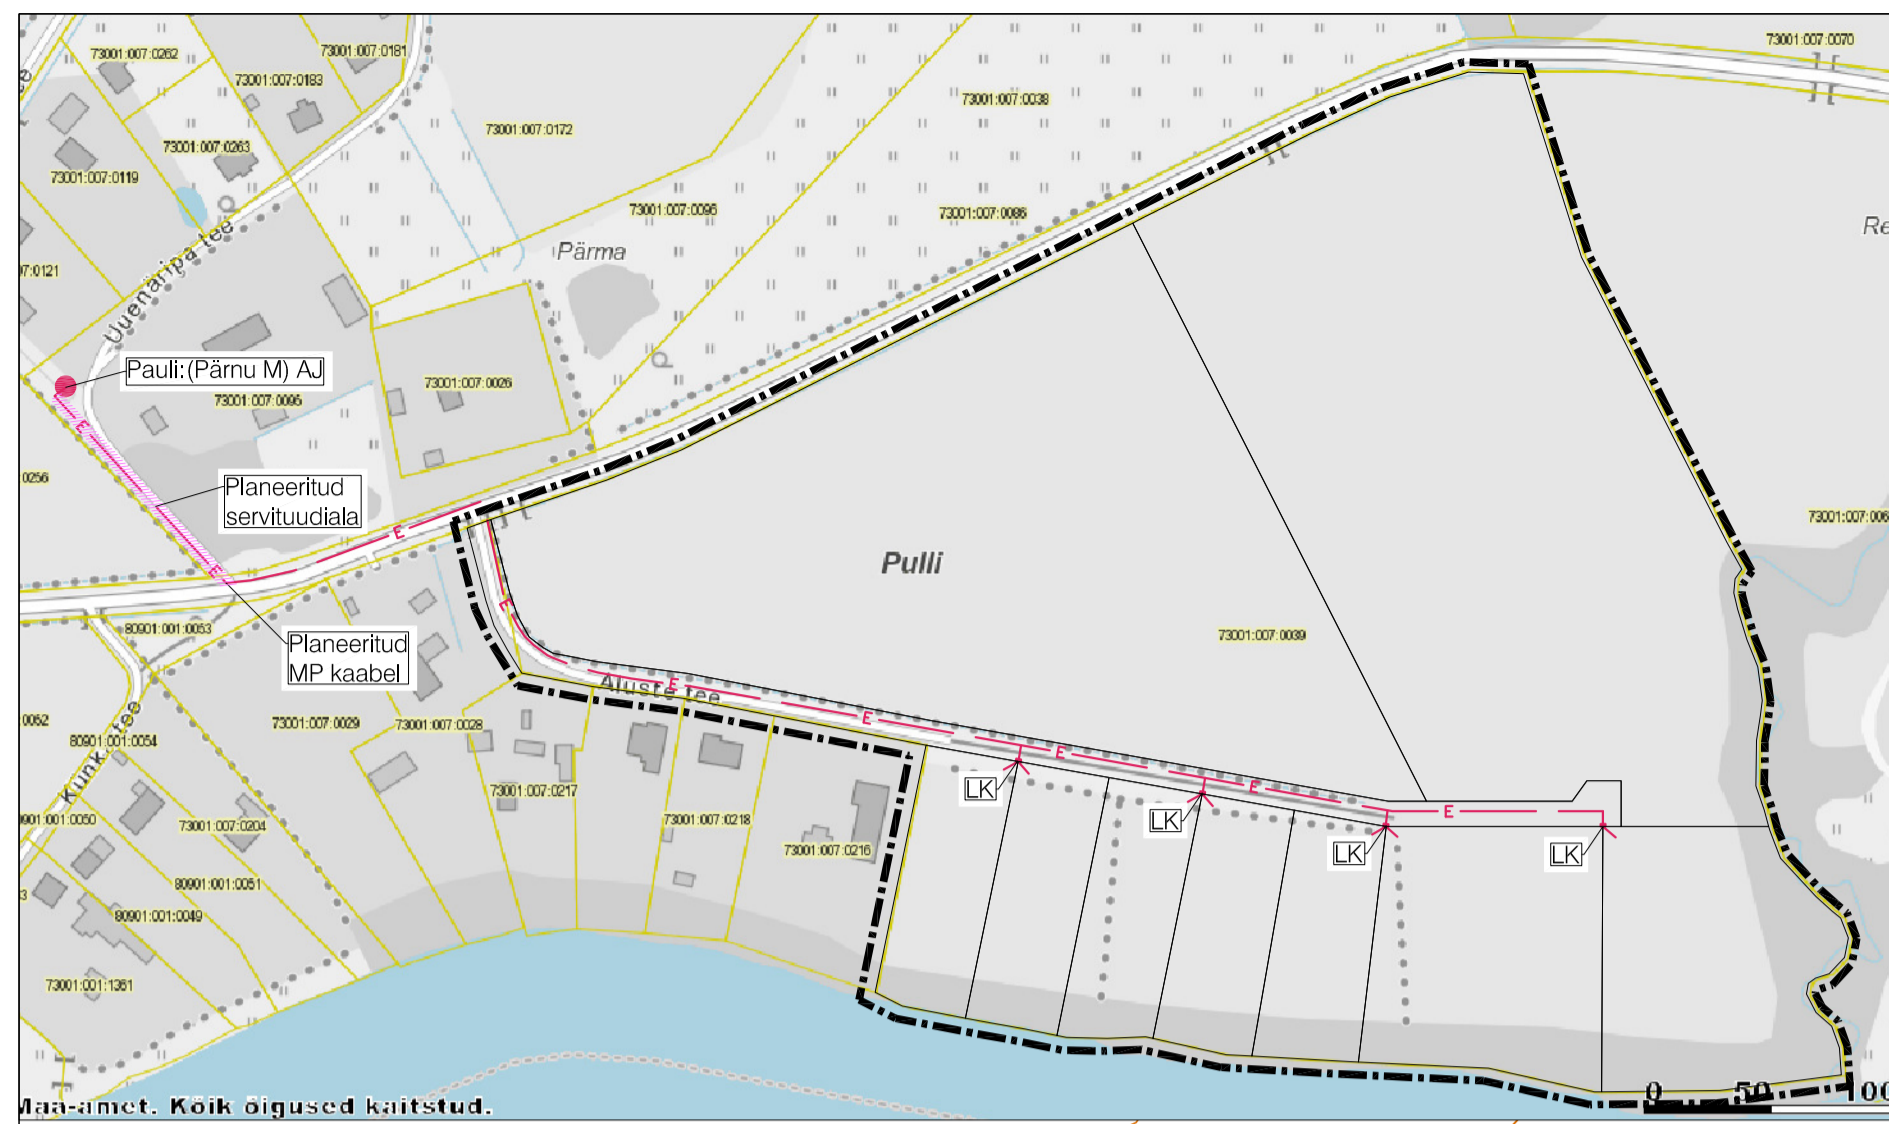 73001:007:0262
73001:007:0181
73001:007:0183
73001:007:0070
73001:007:0038
73001:007:0172
73001:007:0263
73001:007:0119
73001:007:0095
73001:007:0086
Pärma
Re
7:0121
Uuenäripa tee
Pauli:(Pärnu M) AJ
73001:007:0095
73001:007:0026
E
0256
Planeeritud
servituudiala
E
E
73001:007:006
Pulli
E
80901:001:0053
Planeeritud
MP kaabel
73001:007:0039
Aluste tee
E
0052
73001:007:0029
73001:007:0028
80901:001:0054
Kunka tee
E
E
E
E
LK
LK
LK
LK
73001:007:0217
901:001:0050
73001:007:0204
73001:007:0218
73001:007:0216
80901:001:0051
3
80901:001:0049
73001:001:1361
0 50 100
Maa-amet. Kõik õigused kaitstud.